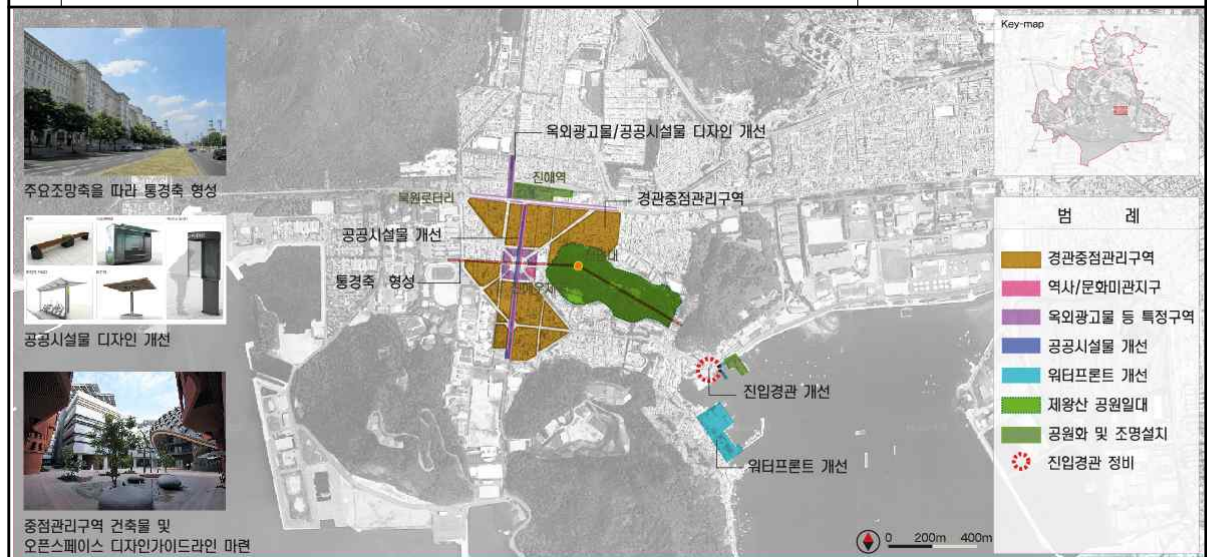 Key-map
옥외광고물/공공시설물 디자인 개선
진해역
북원로터리
경관중점관리구역
주요조망축을 따라 통경축 형성
공공시설물 개선
통경축 형성
공공시설물 디자인 개선
진입경관 개선
워터프론트 개선
중점관리구역 건축물 및
오픈스페이스 디자인가이드라인 마련
범 례
경관중점관리구역
역사/문화미관지구
옥외광고물 등 특정구역
공공시설물 개선
워터프론트 개선
제왕산 공원일대
공원화 및 조명설치
진입경관 정비
0 200m 400m